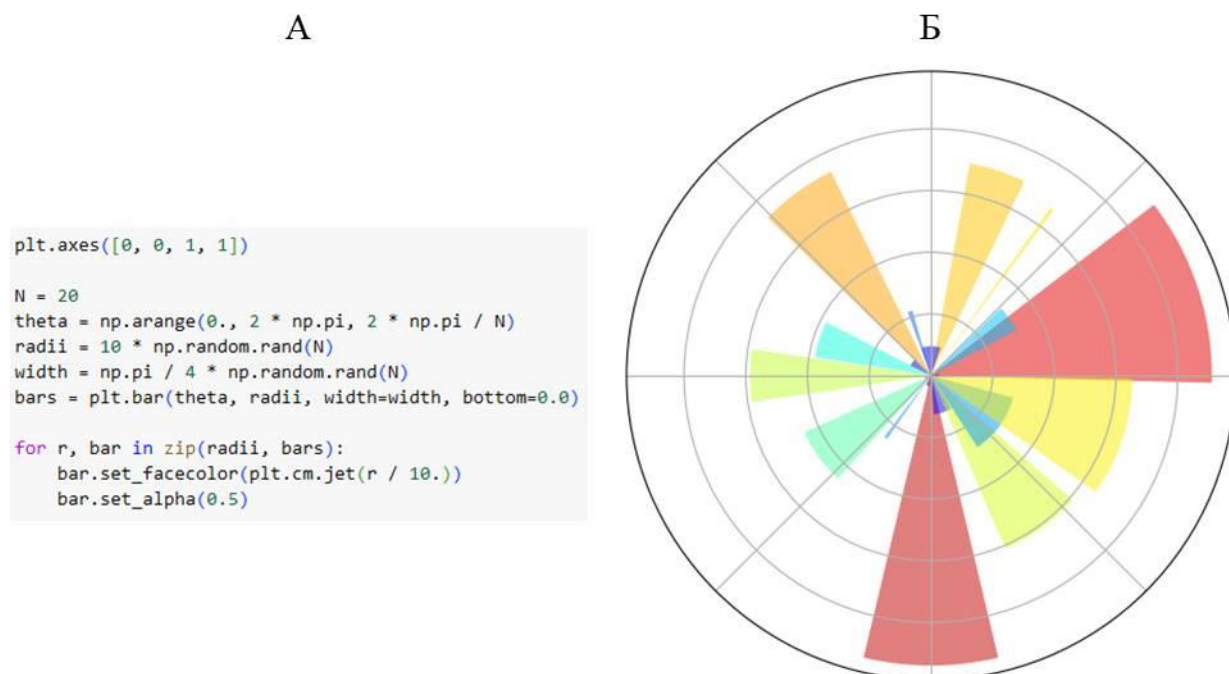 А
Б
plt.axes([0, 0, 1, 1])
N = 20
theta = np.arange(0., 2 * np.pi, 2 * np.pi / N)
radii = 10 * np.random.rand(N)
width = np.pi / 4 * np.random.rand(N)
bars = plt.bar(theta, radii, width=width, bottom=0.0)
for r, bar in zip(radii, bars):
    bar.set_facecolor(plt.cm.jet(r / 10.))
    bar.set_alpha(0.5)